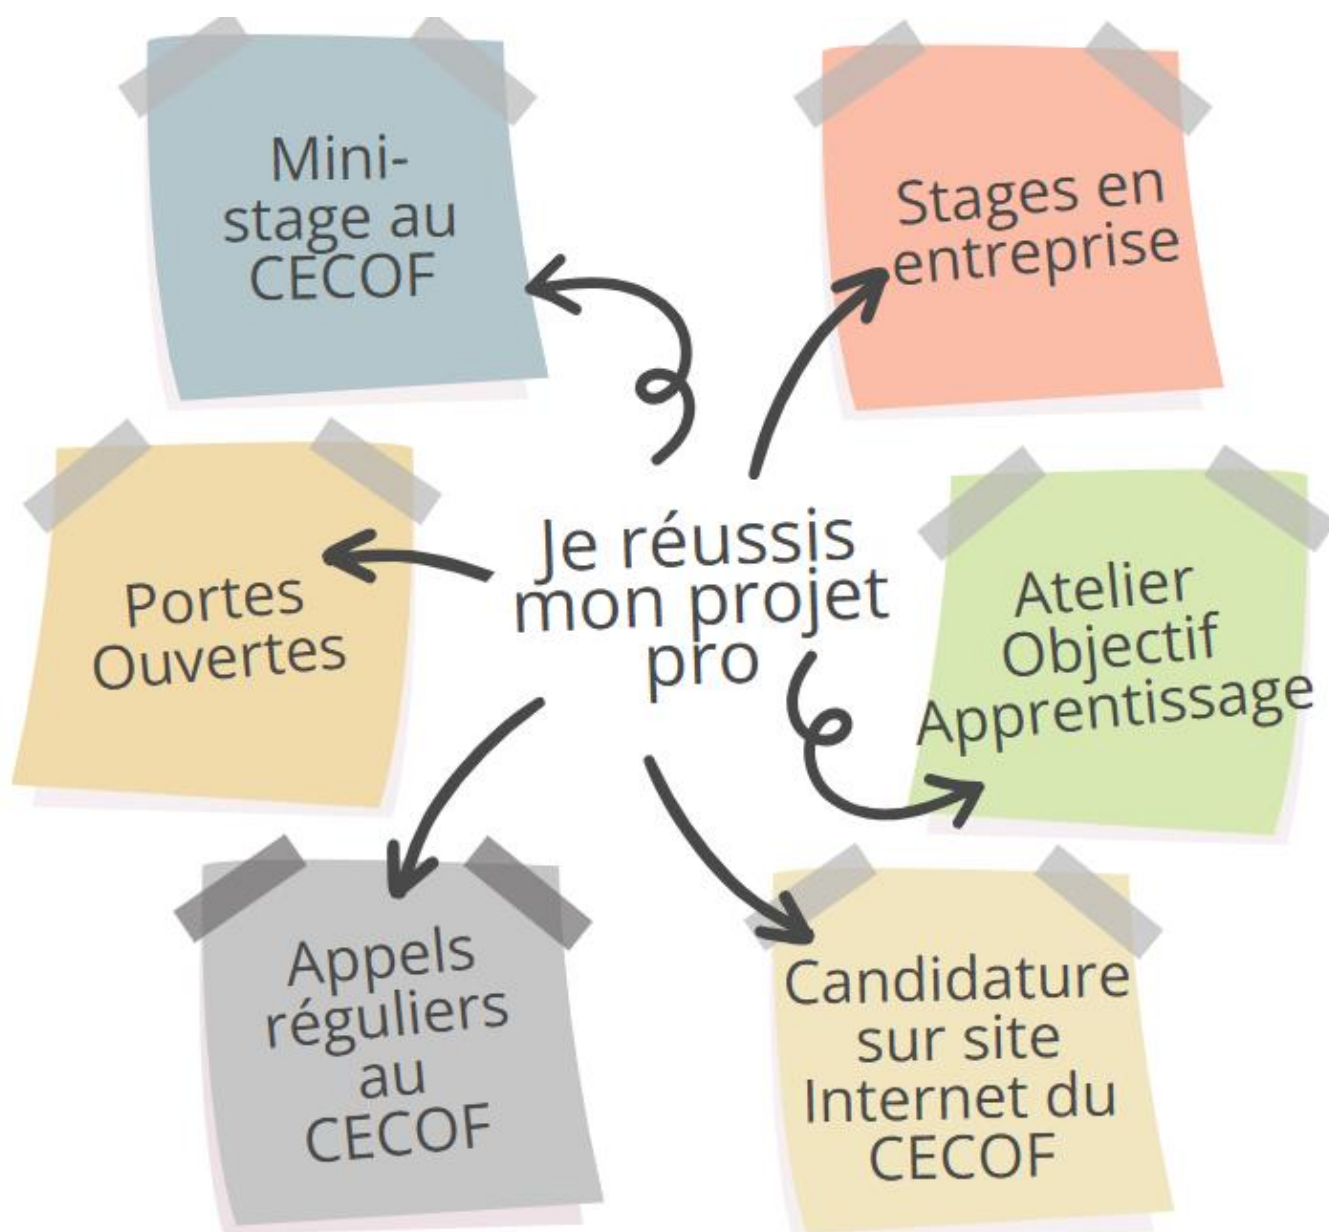 Mini-
stage au
CECOF
Stages en
entreprise
Je réussis
mon projet
pro
Portes
Ouvertes
Atelier
Objectif
Apprentissage
Appels
réguliers
au
CECOF
Candidature
sur site
Internet du
CECOF